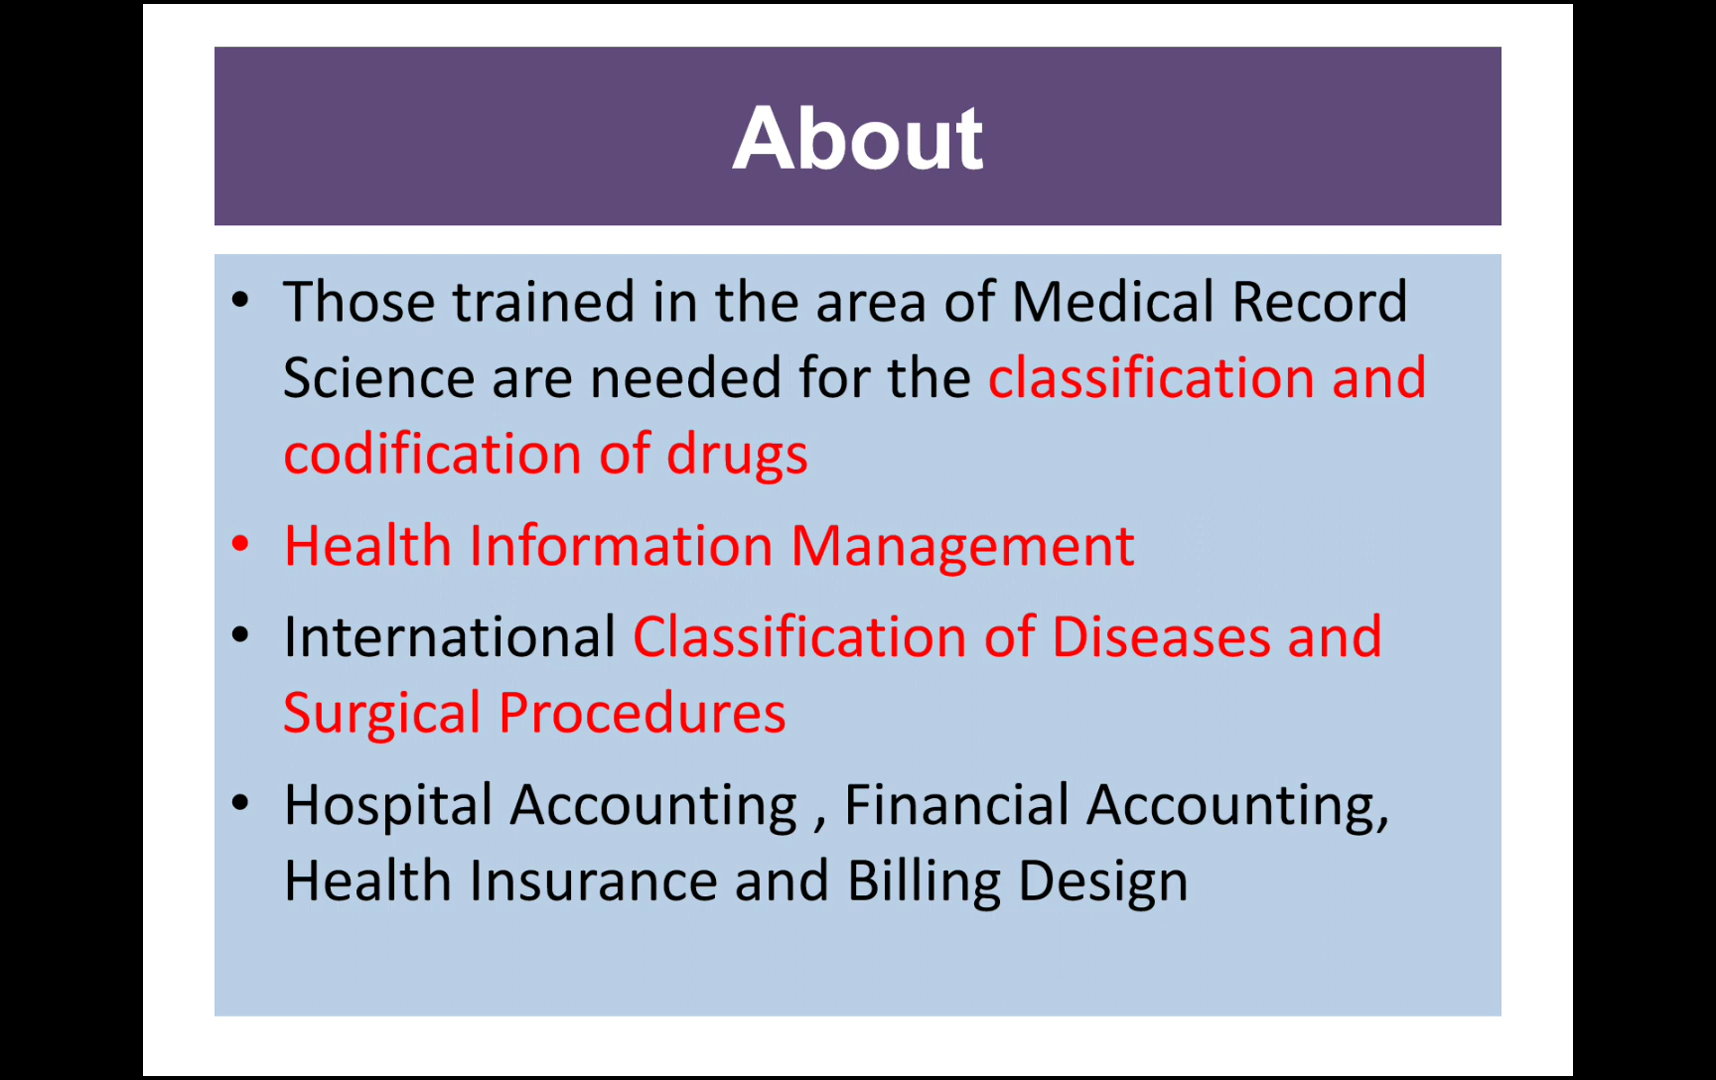 About
• Those trained in the area of Medical Record
Science are needed for the classification and
codification of drugs
• Health Information Management
• International Classification of Diseases and
Surgical Procedures
• Hospital Accounting , Financial Accounting,
Health Insurance and Billing Design